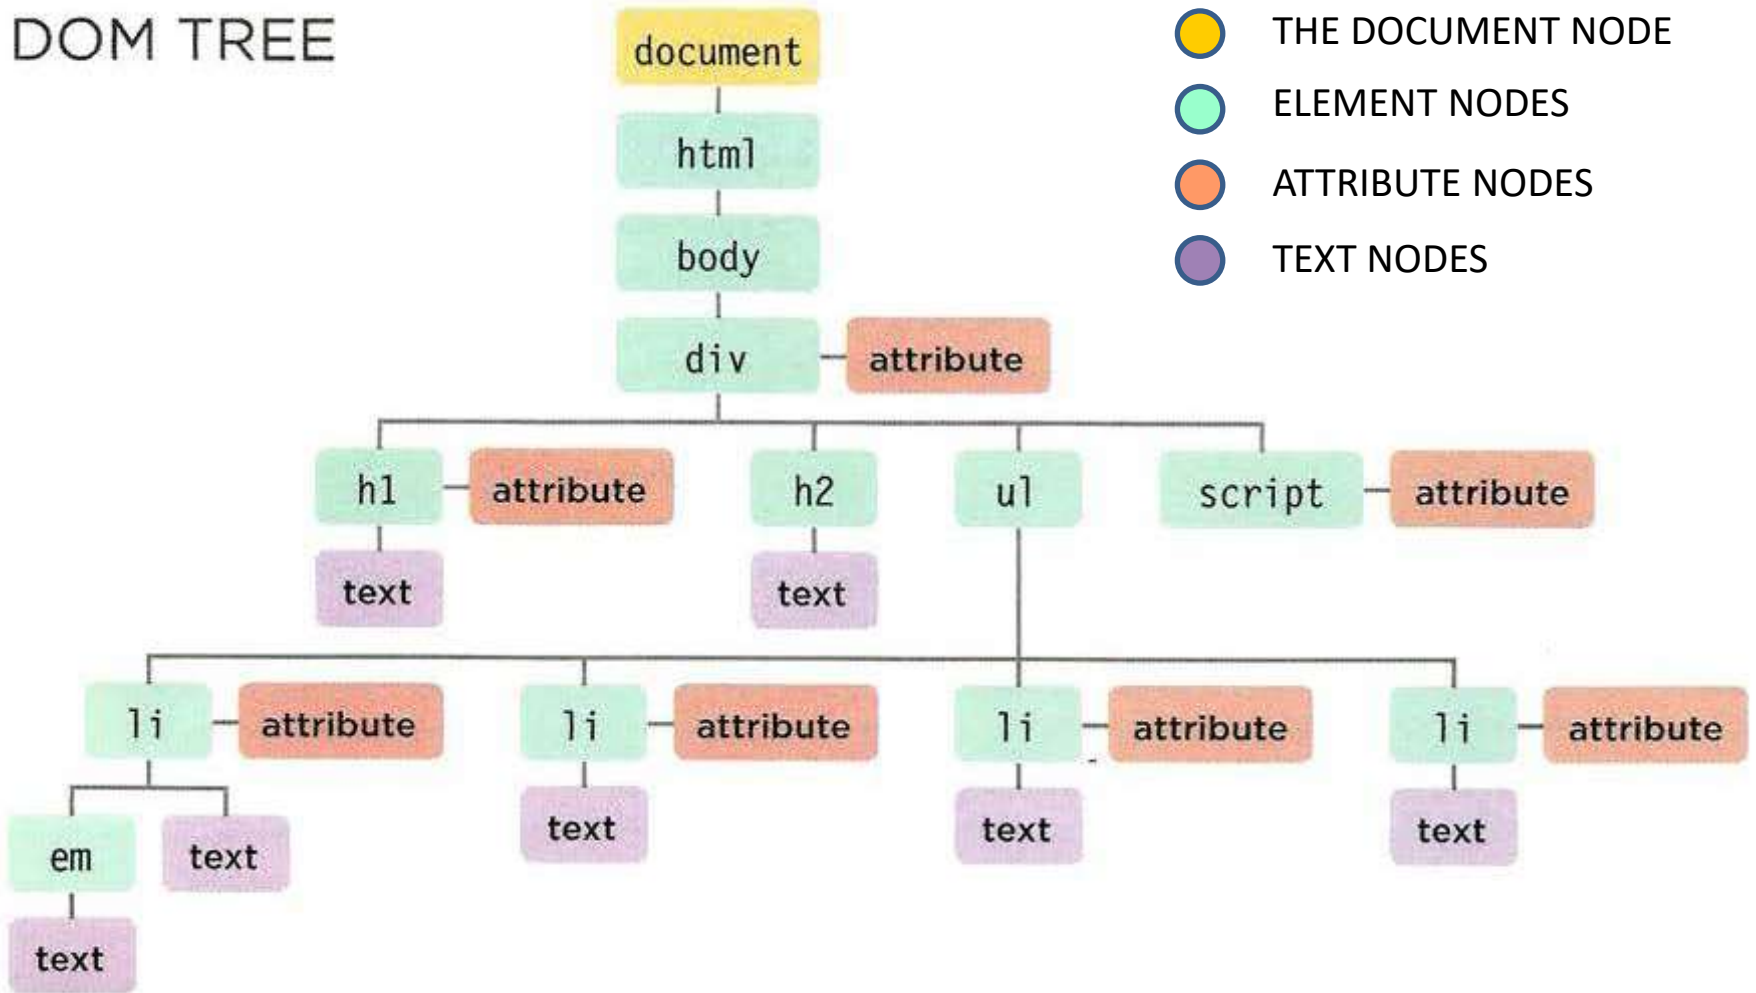 DOM TREE
document
THE DOCUMENT NODE
ELEMENT NODES
html
ATTRIBUTE NODES
body
TEXT NODES
div
attribute
h1
attribute
h2
ul
script
attribute
text
text
li
attribute
li
attribute
li
attribute
li
attribute
em
text
text
text
text
text